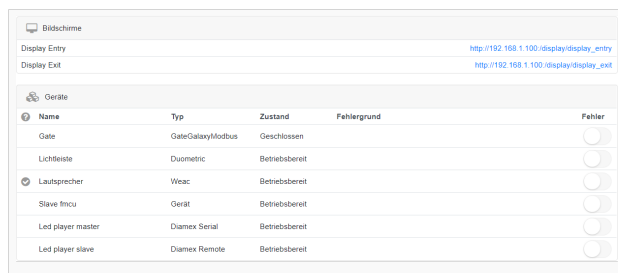 Bildschirme
Display Entry http://192.168.1.100:/display/display_entry
Display Exit http://192.168.1.100:/display/display_exit
Geräte
Name Typ Zustand Fehlergrund Fehler
Gate GateGalaxyModbus Geschlossen
Lichtleiste Duometric Betriebsbereit
Lautsprecher Weac Betriebsbereit
Slave fmcu Gerät Betriebsbereit
Led player master Diamex Serial Betriebsbereit
Led player slave Diamex Remote Betriebsbereit